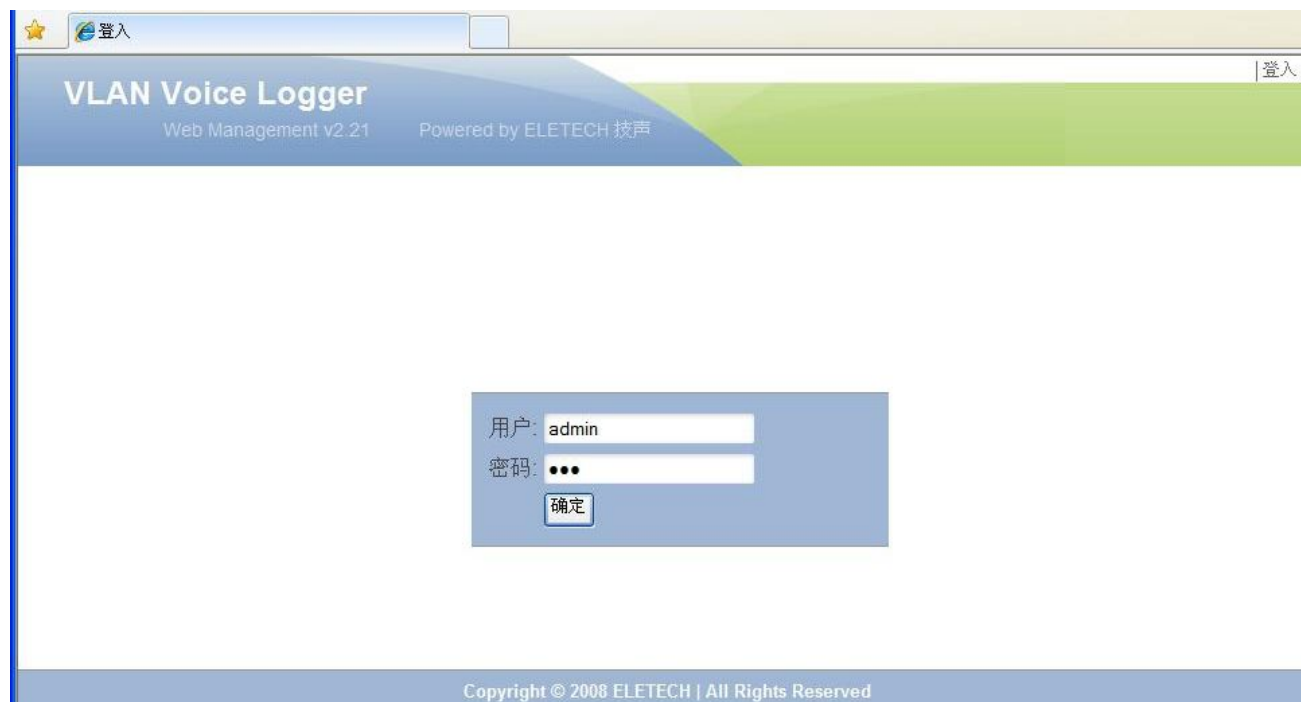 登入
|登入
VLAN Voice Logger
Web Management v2.21 Powered by ELETECH 技声
用户: admin
密码: •••
确定
Copyright © 2008 ELETECH | All Rights Reserved